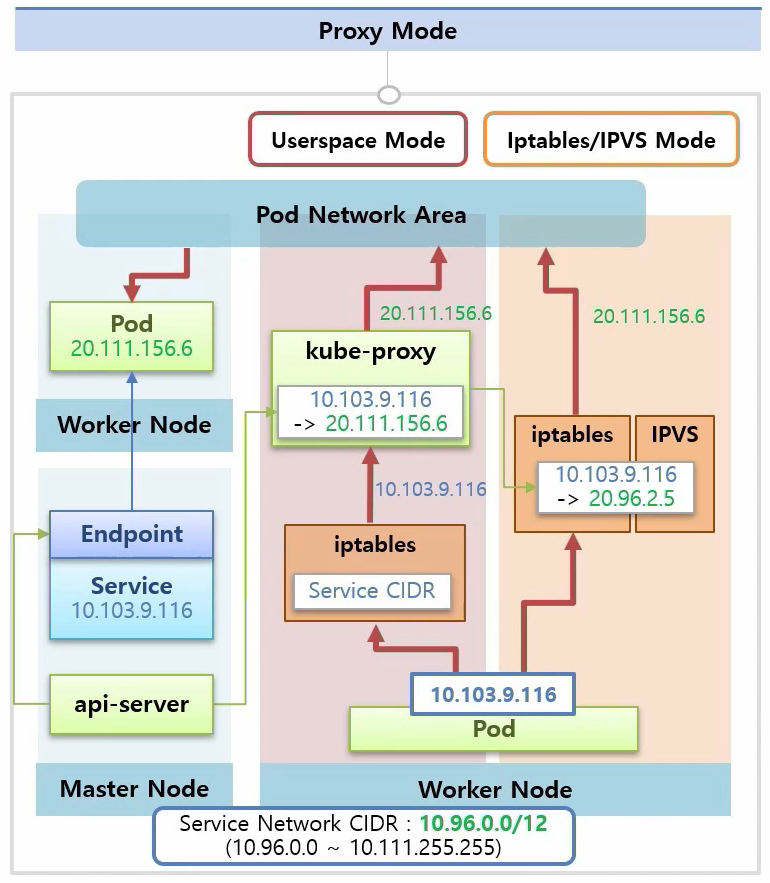 Proxy Mode
Userspace Mode
Iptables/IPVS Mode
Pod Network Area
Pod
20.111.156.6
Worker Node
Endpoint
Service
10.103.9.116
api-server
Master Node
20.111.156.6
kube-proxy
10.103.9.116
-> 20.111.156.6
10.103.9.116
iptables
Service CIDR
20.111.156.6
iptables
IPVS
10.103.9.116
-> 20.96.2.5
10.103.9.116
Pod
Worker Node
Service Network CIDR : 10.96.0.0/12
(10.96.0.0 ~ 10.111.255.255)